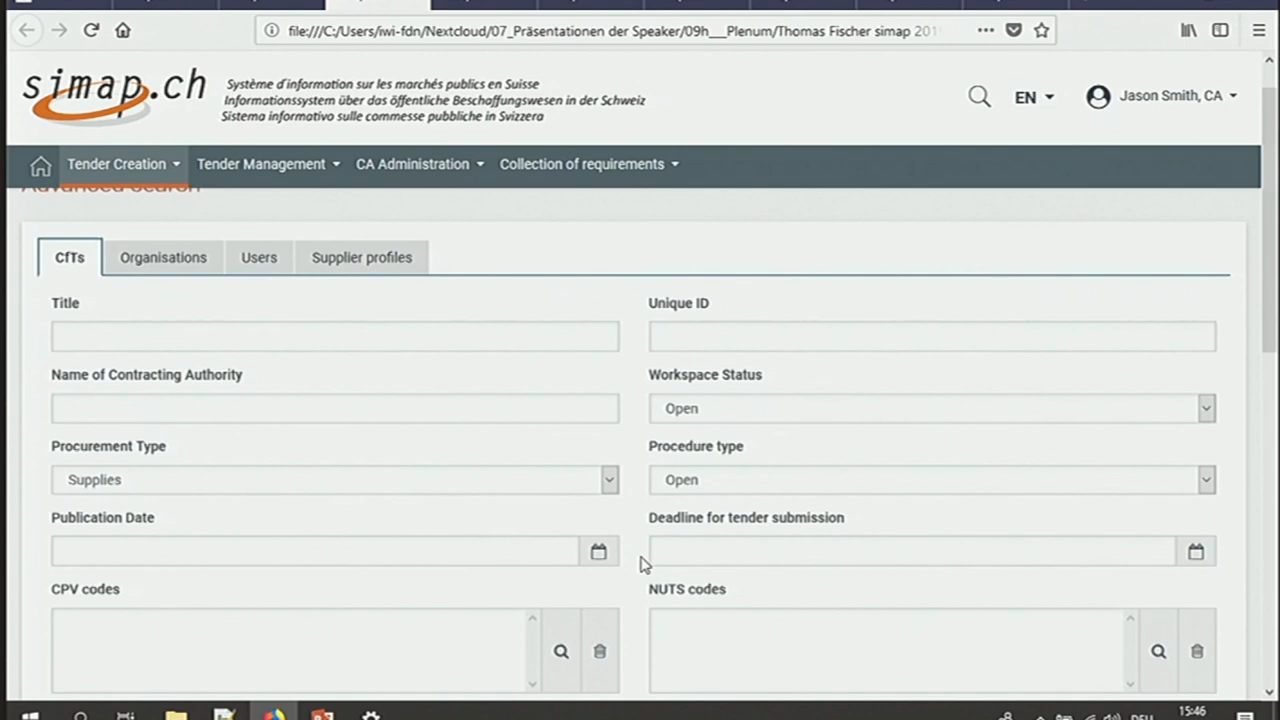 file:///C:/Users/iwi-fdn/Nextcloud/07_Präsentationen der Speaker/09h___Plenum/Thomas Fischer simap 201
simap.ch
Système d'information sur les marchés publics en Suisse
Informationssystem über das öffentliche Beschaffungswesen in der Schweiz
Sistema informativo sulle commesse pubbliche in Svizzera
EN
Jason Smith, CA
Tender Creation
Tender Management
CA Administration
Collection of requirements
Advanced Search
CfTs
Organisations
Users
Supplier profiles
Title
Unique ID
Name of Contracting Authority
Workspace Status
Open
Procurement Type
Procedure type
Supplies
Open
Publication Date
Deadline for tender submission
CPV codes
NUTS codes
15:46
DEU